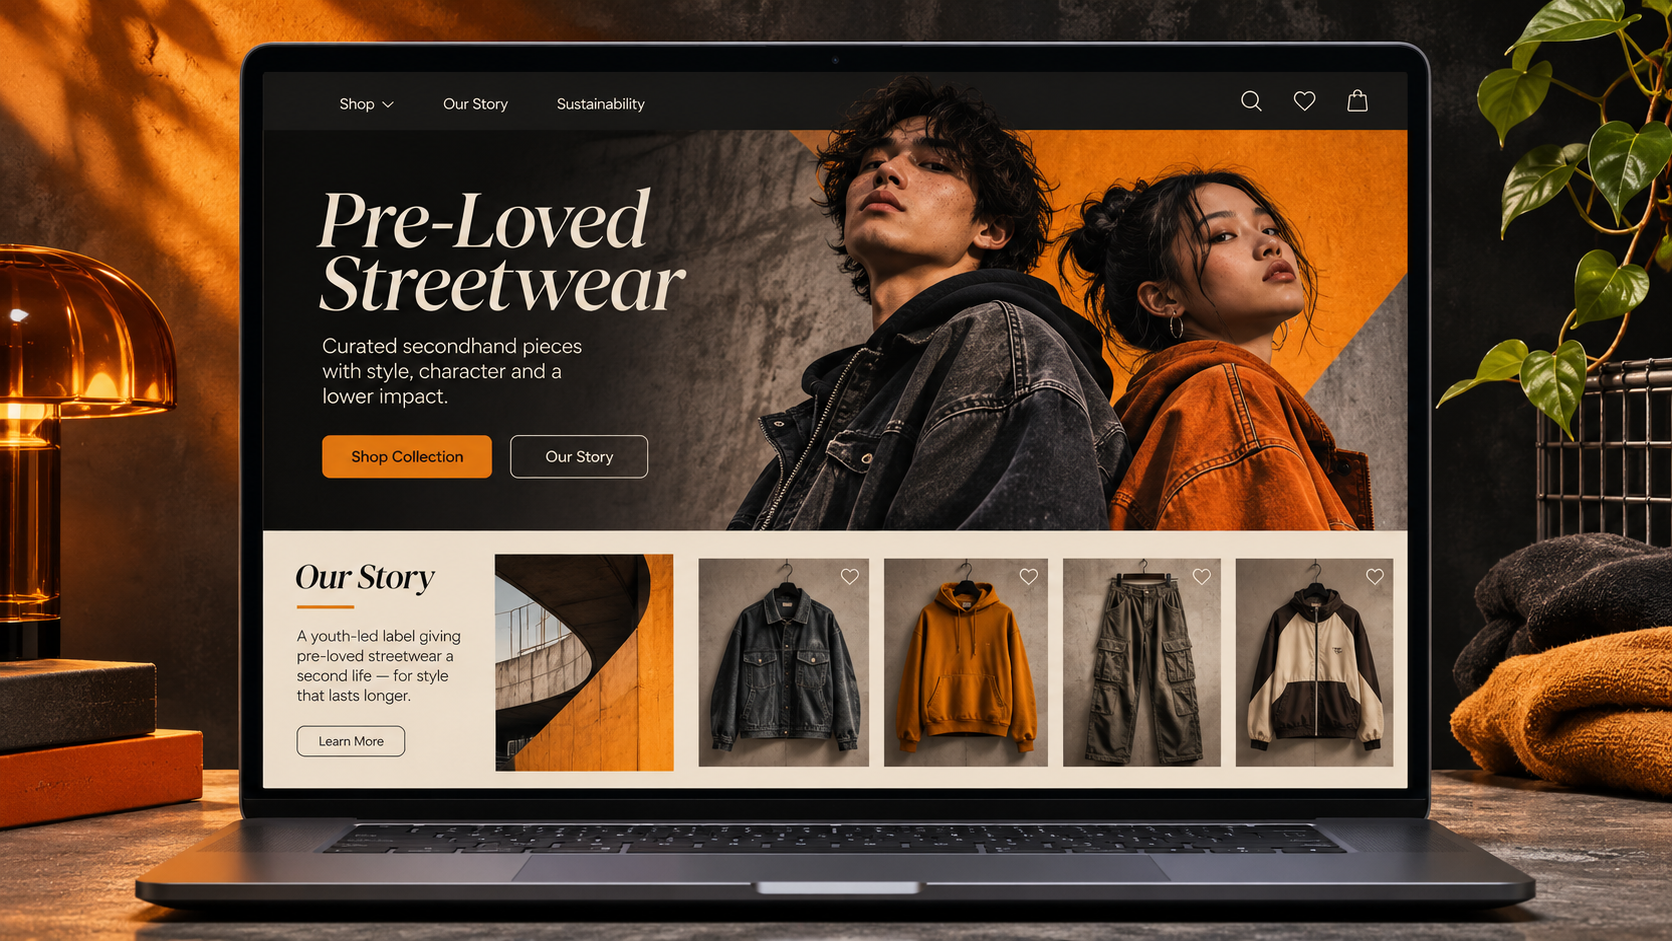 Shop
Our Story
Sustainability
Pre-Loved
Streetwear
Curated secondhand pieces
with style, character and a
lower impact.
Shop Collection
Our Story
Our Story
A youth-led label giving
pre-loved streetwear a
second life — for style
that lasts longer.
Learn More